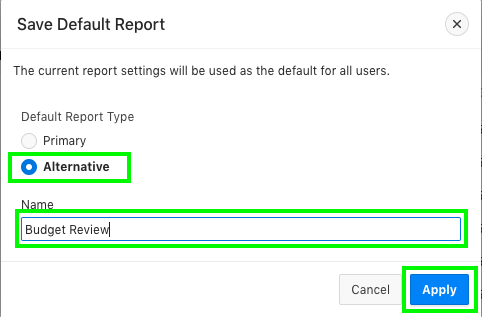 Save Default Report
The current report settings will be used as the default for all users.
Default Report Type
Primary
Alternative
Name
Budget Review
Cancel
Apply